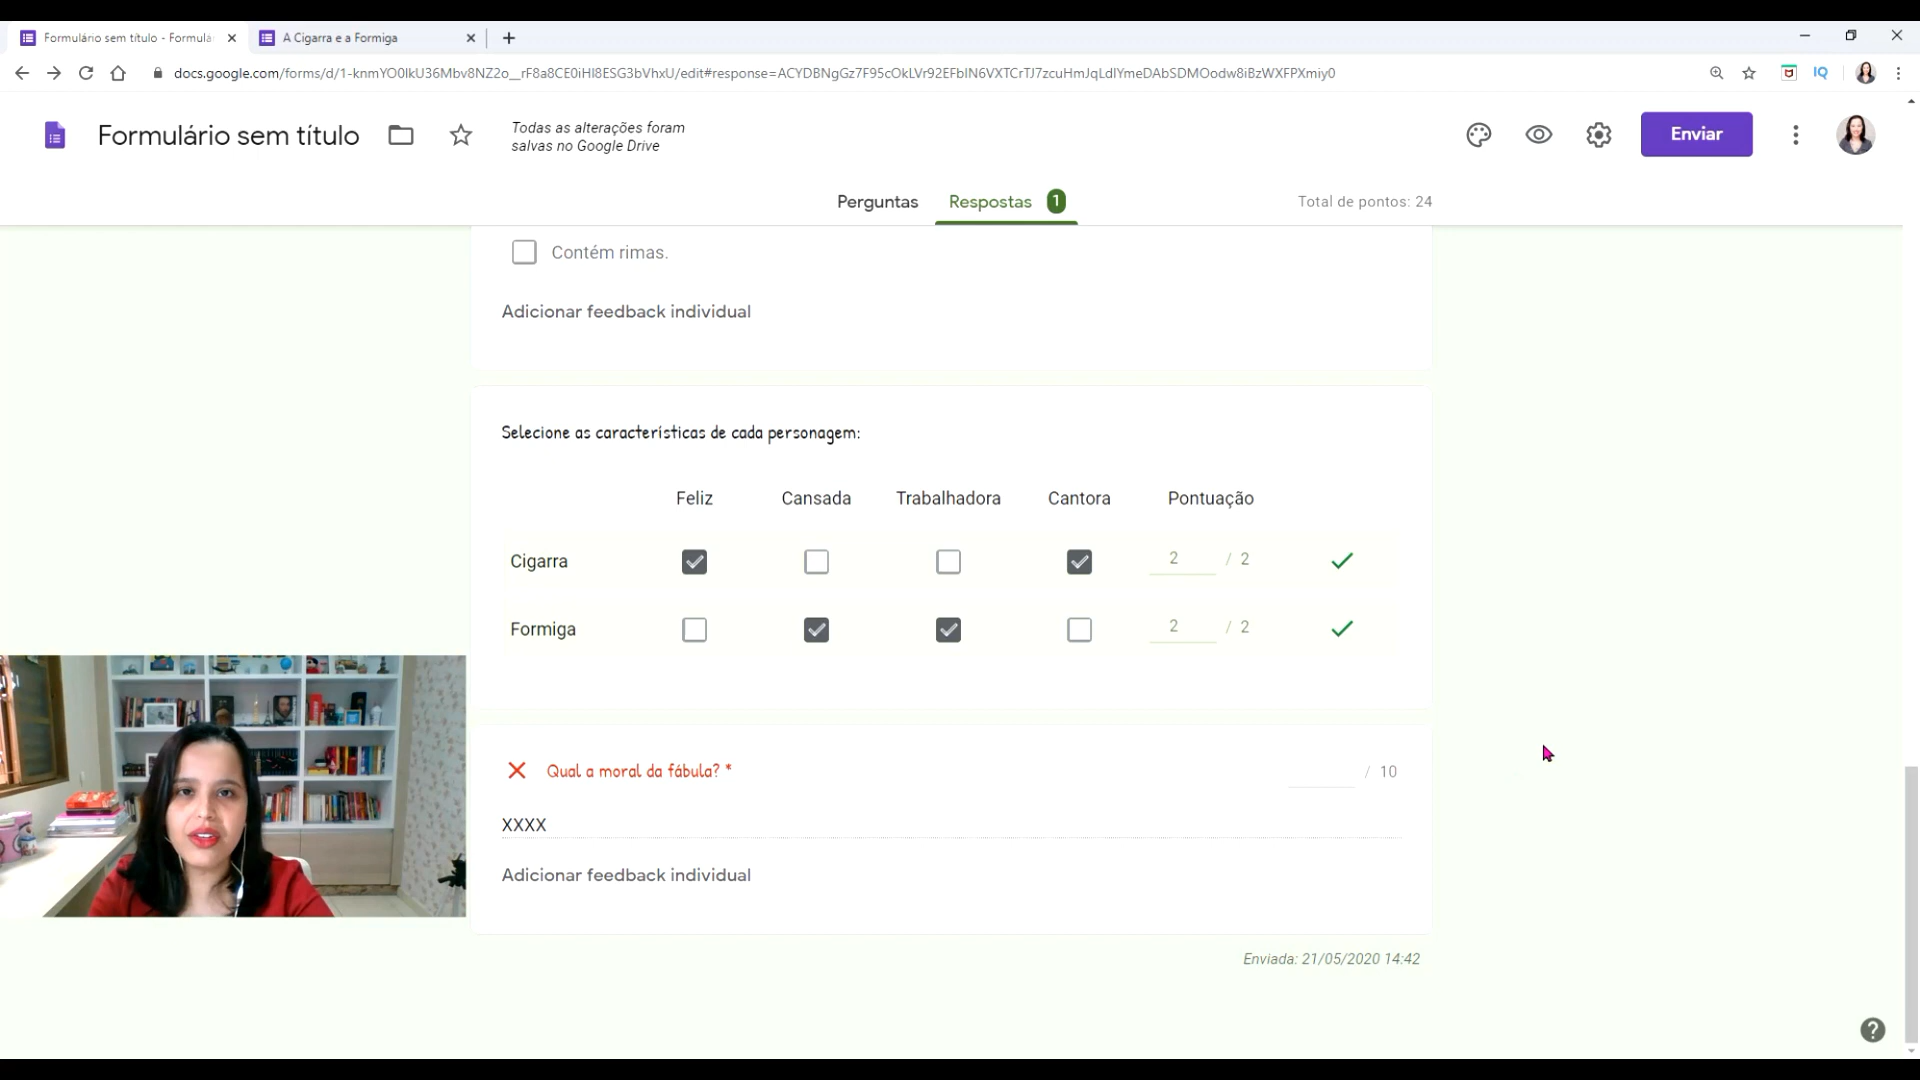 Formulário sem título - Formulá
A Cigarra e a Formiga
docs.google.com/forms/d/1-knmYO0IkU36Mbv8NZ2o__rF8a8CE0iHI8ESG3bVhxU/edit#response=ACYDBNgGz7F95cOkLVr92EFbIN6VXTCrTJ7zcuHmJqLdIYmeDAbSDMOodw8iBzWXFPXmiy0
IQ
Formulário sem título
Todas as alterações foram
salvas no Google Drive
Enviar
Perguntas
Respostas 1
Total de pontos: 24
Contém rimas.
Adicionar feedback individual
Selecione as características de cada personagem:
Feliz Cansada Trabalhadora Cantora Pontuação
Cigarra 2 / 2
Formiga 2 / 2
Qual a moral da fábula? * / 10
XXXX
Adicionar feedback individual
Enviada: 21/05/2020 14:42